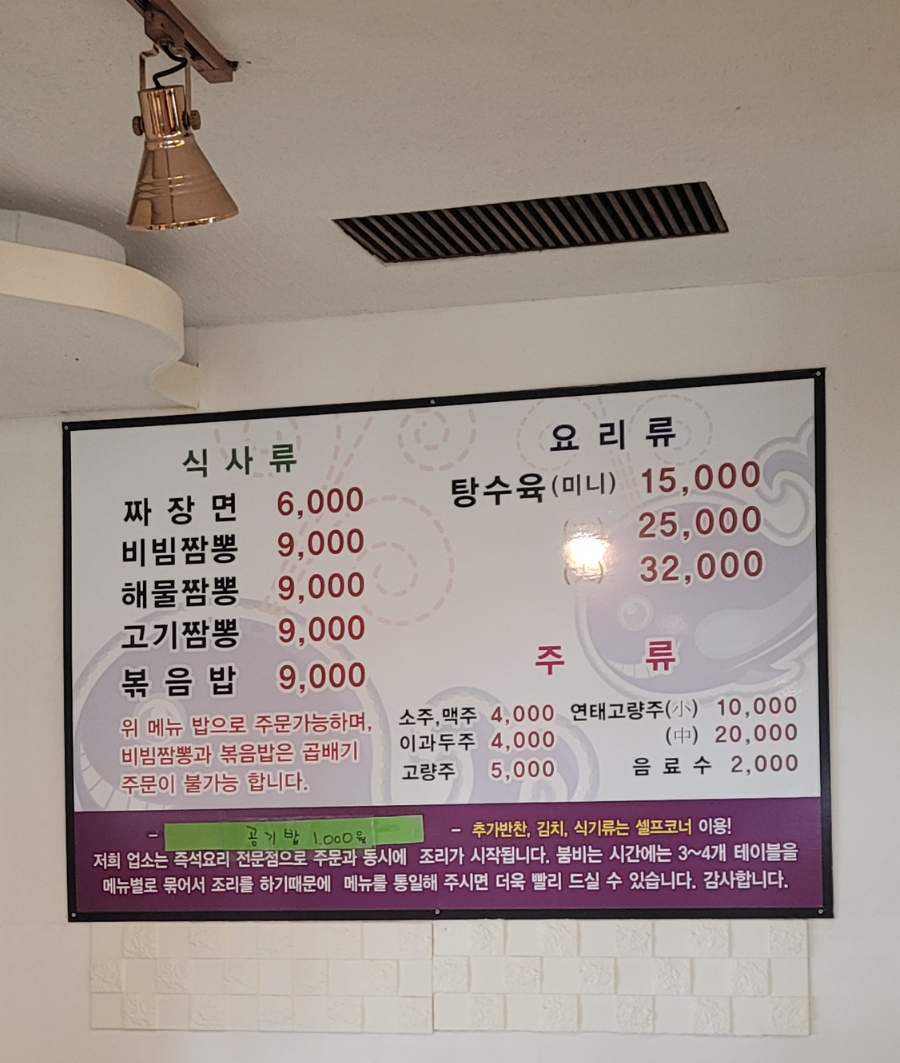 식사류
짜장면 6,000
비빔짬뽕 9,000
해물짬뽕 9,000
고기짬뽕 9,000
볶음밥 9,000
위 메뉴 밥으로 주문가능하며,
비빔짬뽕과 볶음밥은 곱배기
주문이 불가능 합니다.
요리류
탕수육(미니) 15,000
25,000
32,000
주류
소주,맥주 4,000
이과두주 4,000
고량주 5,000
연태고량주(小) 10,000
(中) 20,000
음료수 2,000
- 공기밥 1,000원
- 추가반찬, 김치, 식기류는 셀프코너 이용!
저희 업소는 즉석요리 전문점으로 주문과 동시에 조리가 시작됩니다. 붐비는 시간에는 3~4개 테이블을
메뉴별로 묶어서 조리를 하기때문에 메뉴를 통일해 주시면 더욱 빨리 드실 수 있습니다. 감사합니다.